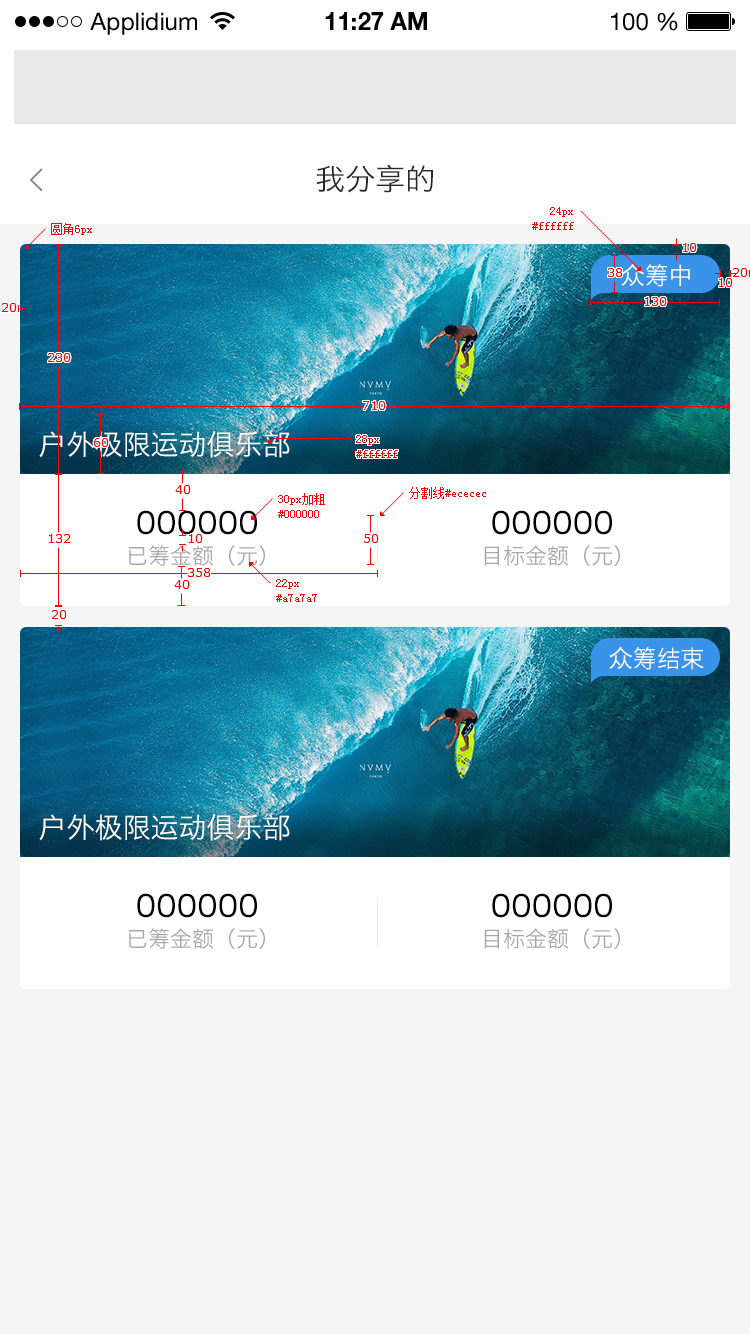 ●●●○○ Applidium 11:27 AM 100 %
我分享的
24px
#ffffff
圆角6px
10
众筹中
38
20
10
130
20
230
NVMV
710
户外极限运动俱乐部
60
28px
#ffffff
40
30px加粗
#000000
分割线#ececec
000000
000000
132
10
50
已筹金额（元）
目标金额（元）
358
40
22px
#a7a7a7
20
众筹结束
NVMV
户外极限运动俱乐部
000000
000000
已筹金额（元）
目标金额（元）